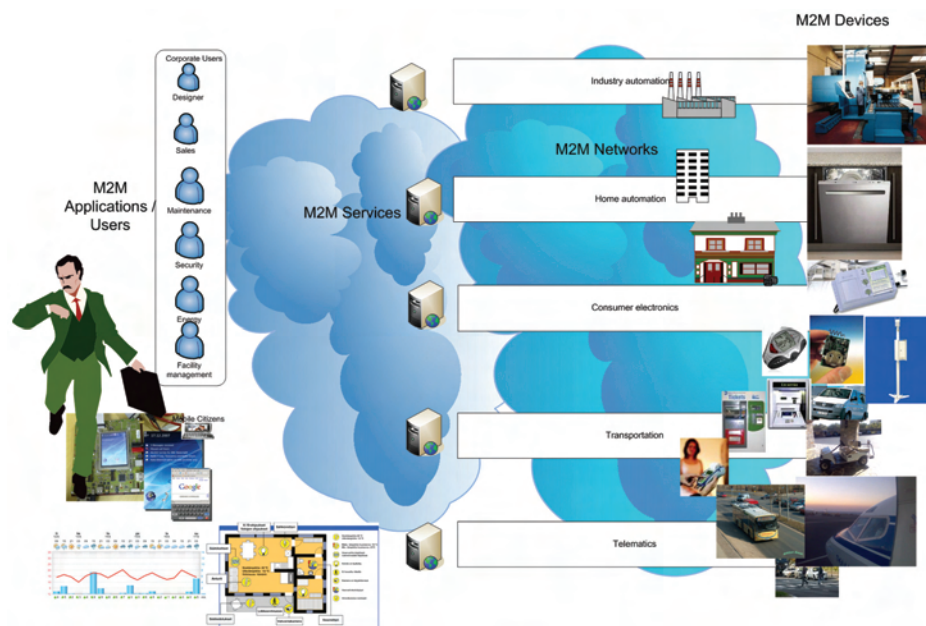 M2M Devices
Corporate Users
Designer
Sales
Maintenance
Security
Energy
Facility
management
M2M
Applications /
Users
Mobile Citizens
M2M Services
M2M Networks
Industry automation
Home automation
Consumer electronics
Transportation
Telematics
Tickets
Google